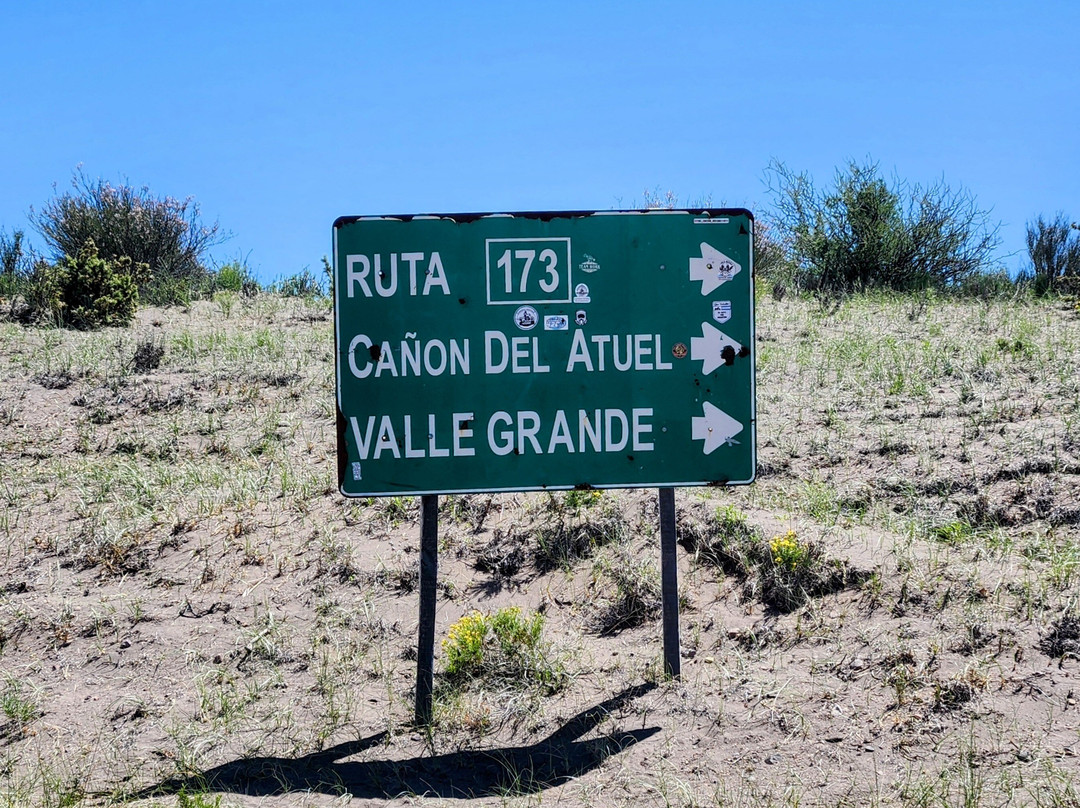 RUTA 173
CAÑON DEL ATUEL
VALLE GRANDE